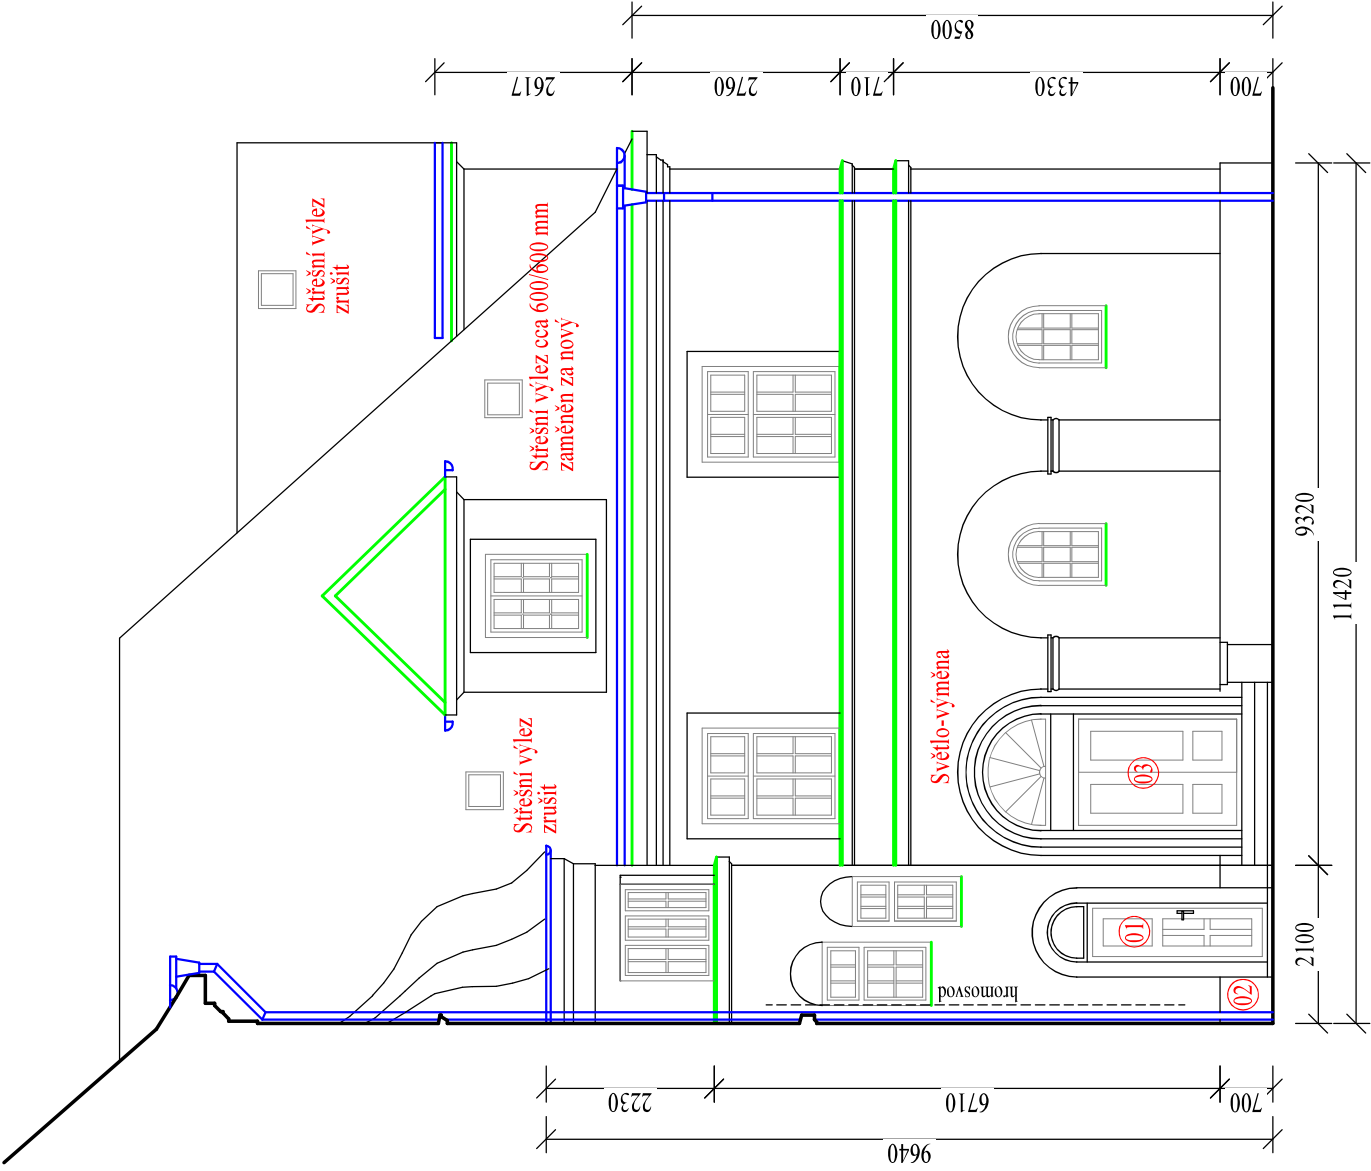 8500
2617
2760
710
4330
700
Střešní výlez
zrušit
Střešní výlez cca 600/600 mm
zaměněn za nový
Střešní výlez
zrušit
Světlo-výměna
03
01
02
hromosvod
9320
11420
2100
2230
6710
700
9640